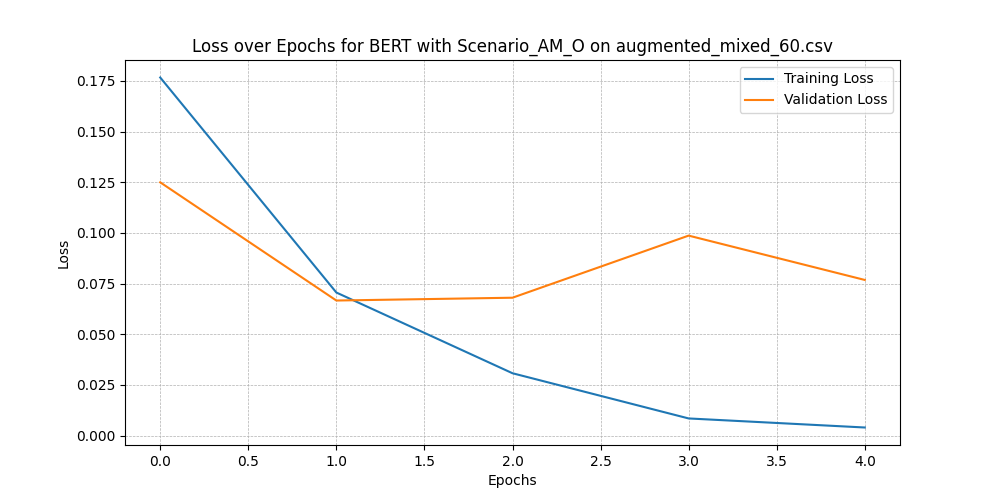 Loss over Epochs for BERT with Scenario_AM_O on augmented_mixed_60.csv
Training Loss
Validation Loss
0.175
0.150
0.125
0.100
0.075
0.050
0.025
0.000
Loss
0.0 0.5 1.0 1.5 2.0 2.5 3.0 3.5 4.0
Epochs